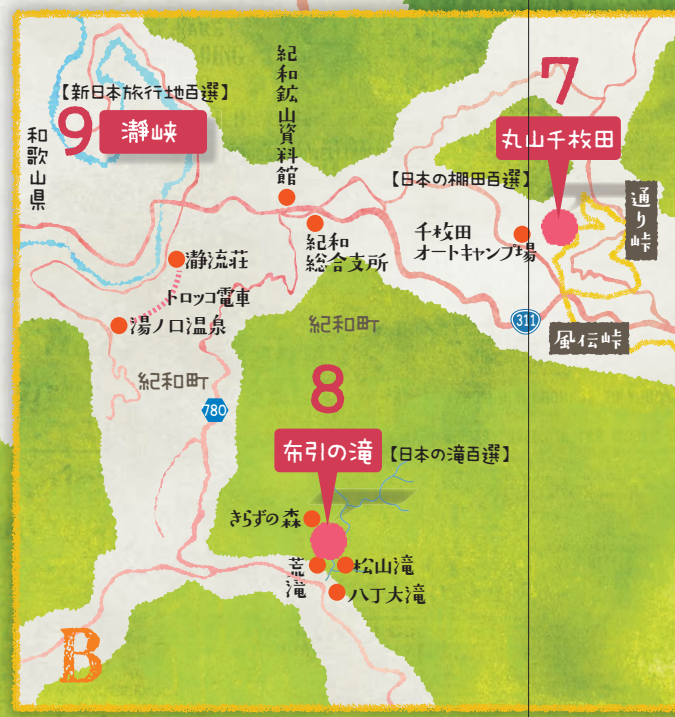 【新日本旅行地百選】
9
瀞峡
和歌山県
紀和鉱山資料館
7
丸山千枚田
【日本の棚田百選】
通り峠
千枚田
オートキャンプ場
紀和
総合支所
瀞流荘
トロッコ電車
湯ノ口温泉
紀和町
311
風伝峠
紀和町
780
8
布引の滝
【日本の滝百選】
きらずの森
荒滝
松山滝
八丁大滝
B